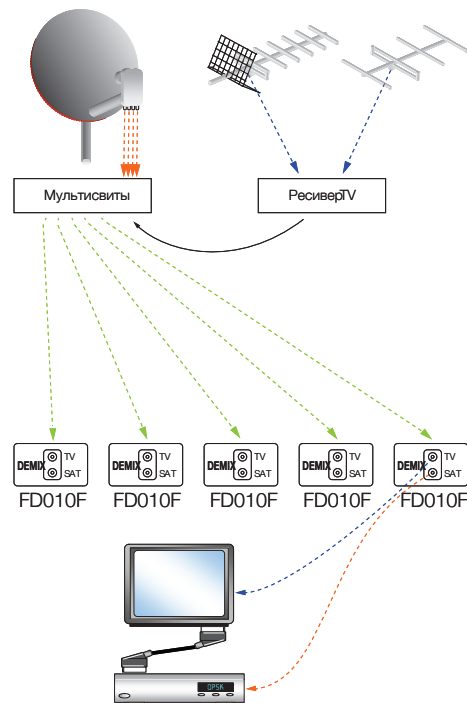 Мультисвиты
РесиверTV
DEMIX TV SAT
DEMIX TV SAT
DEMIX TV SAT
DEMIX TV SAT
DEMIX TV SAT
FD010F FD010F FD010F FD010F FD010F
QPSK